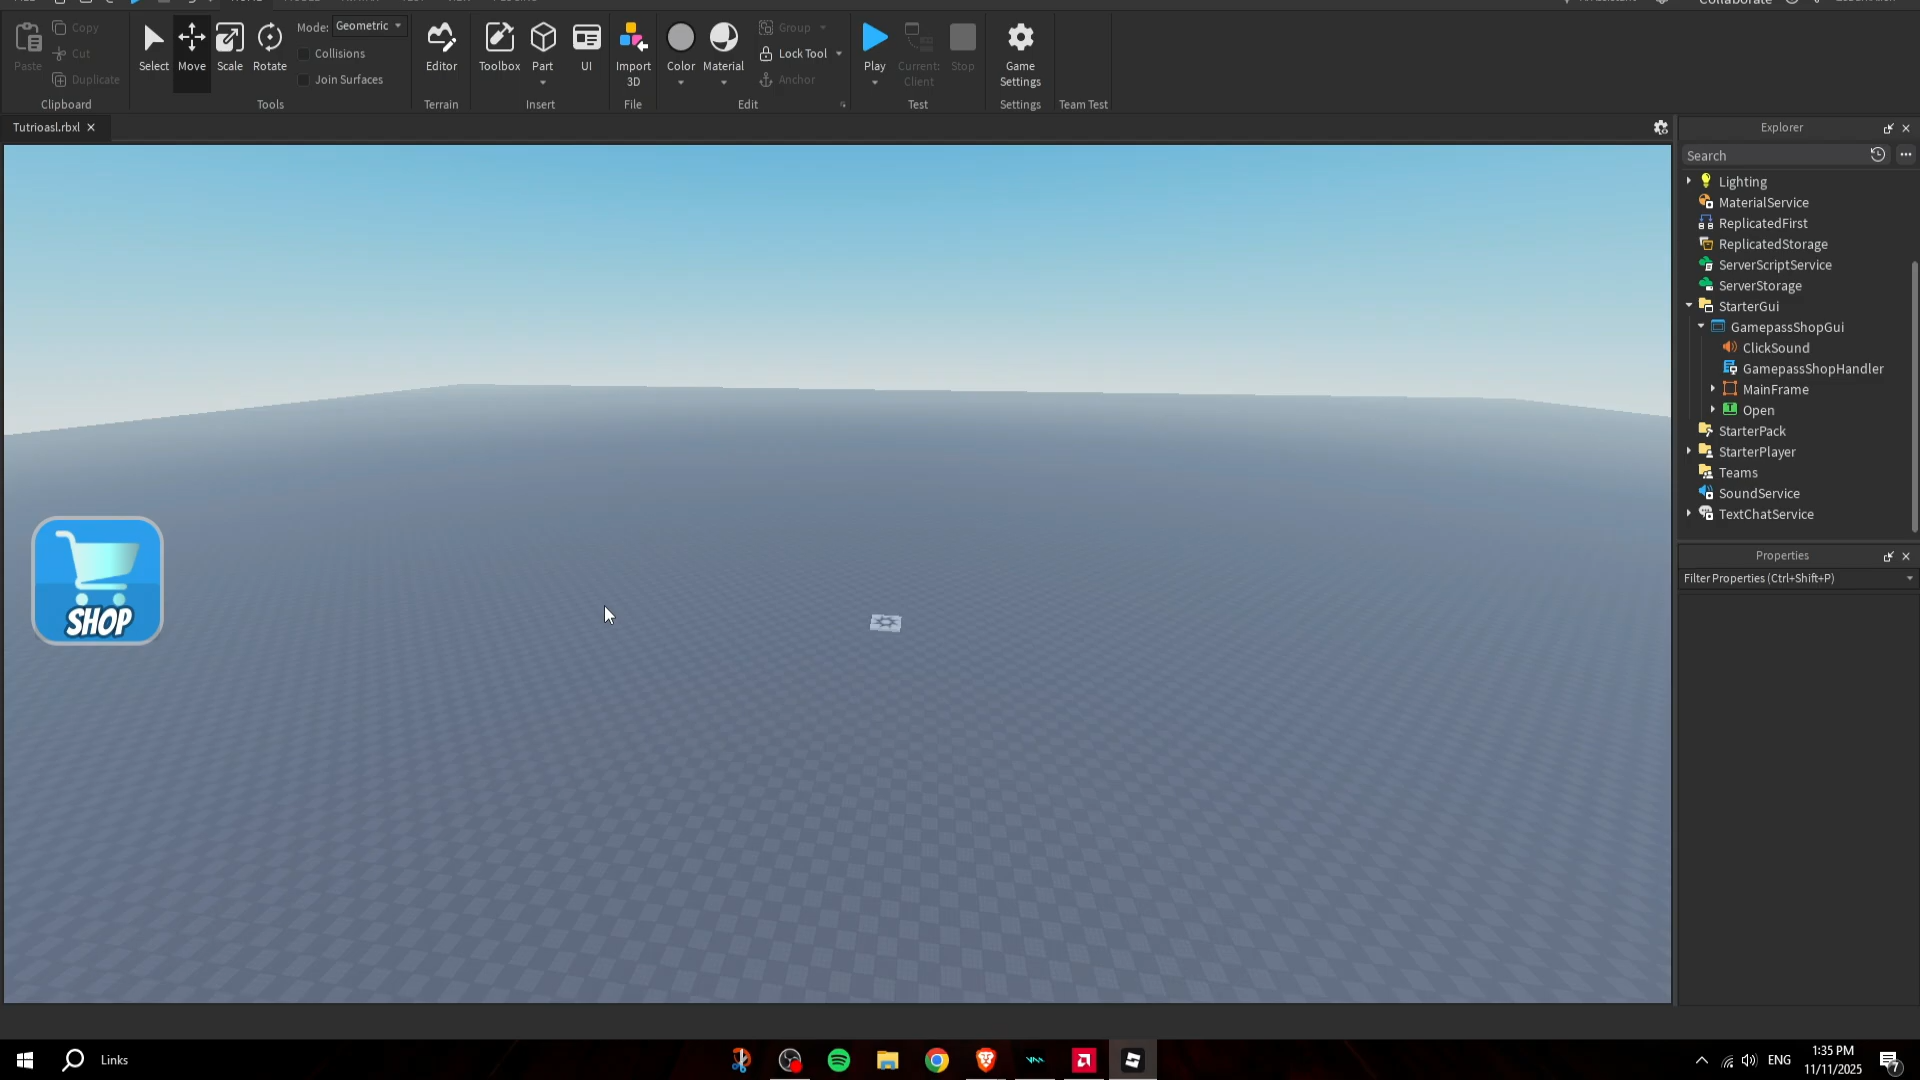 Paste
Copy
Cut
Duplicate
Clipboard
Select
Move
Scale
Rotate
Mode:
Geometric
Collisions
Join Surfaces
Tools
Editor
Terrain
Toolbox
Part
UI
Insert
Import
3D
File
Color
Material
Group
Lock Tool
Anchor
Edit
Play
Current:
Client
Stop
Test
Game
Settings
Settings
Team Test
Collaborate
Tutrioasl.rbxl
Explorer
Search
Lighting
MaterialService
ReplicatedFirst
ReplicatedStorage
ServerScriptService
ServerStorage
StarterGui
GamepassShopGui
ClickSound
GamepassShopHandler
MainFrame
Open
StarterPack
StarterPlayer
Teams
SoundService
TextChatService
Properties
Filter Properties (Ctrl+Shift+P)
SHOP
Links
ENG
1:35 PM
11/11/2025
7